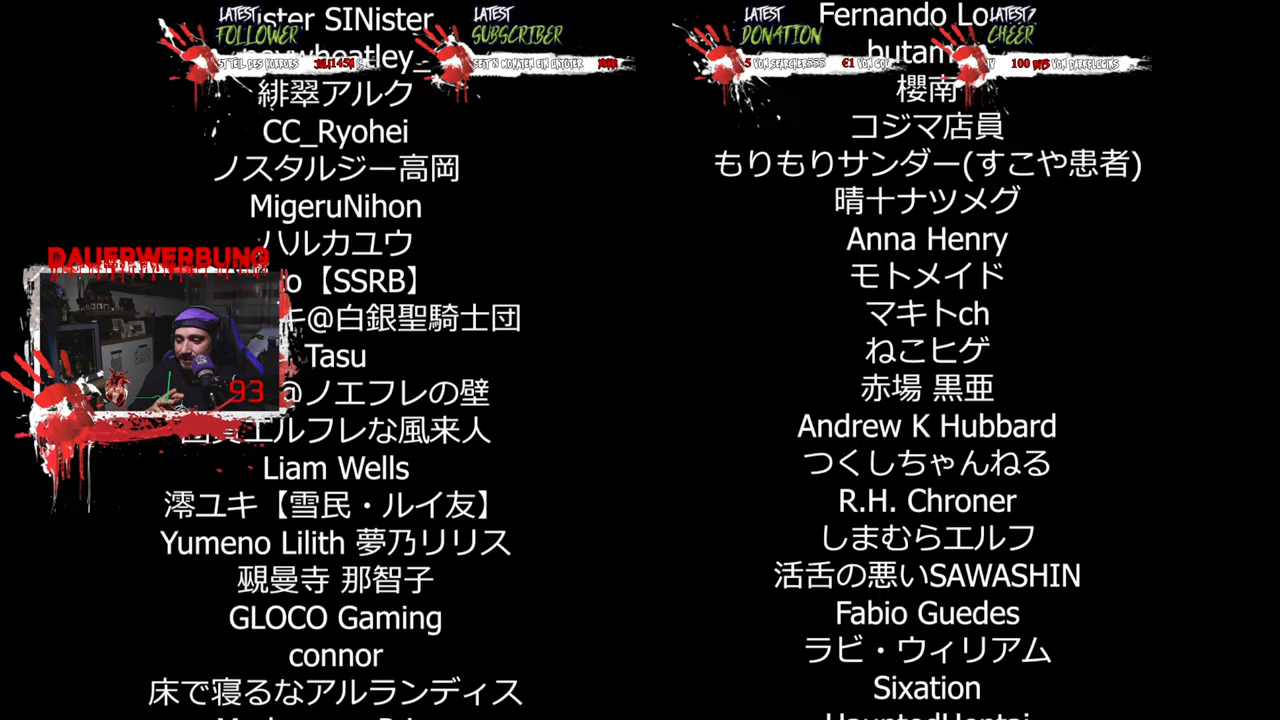 LATEST FOLLOWER
LATEST SUBSCRIBER
LATEST DONATION
LATEST CHEER
SINister
緋翠アルク
CC_Ryohei
ノスタルジー高岡
MigeruNihon
ハルカユウ
【SSRB】
@白銀聖騎士団
Tasu
@ノエフレの壁
エルフレな風来人
Liam Wells
澪ユキ【雪民・ルイ友】
Yumeno Lilith 夢乃リリス
覡曼寺 那智子
GLOCO Gaming
connor
床で寝るなアルランディス
Fernando
櫻南
コジマ店員
もりもりサンダー(すこや患者)
晴十ナツメグ
Anna Henry
モトメイド
マキトch
ねこヒゲ
赤場 黒亜
Andrew K Hubbard
つくしちゃんねる
R.H. Chroner
しまむらエルフ
活舌の悪いSAWASHIN
Fabio Guedes
ラビ・ウィリアム
Sixation
HauntedHentai
DAUERWERBUNG
93